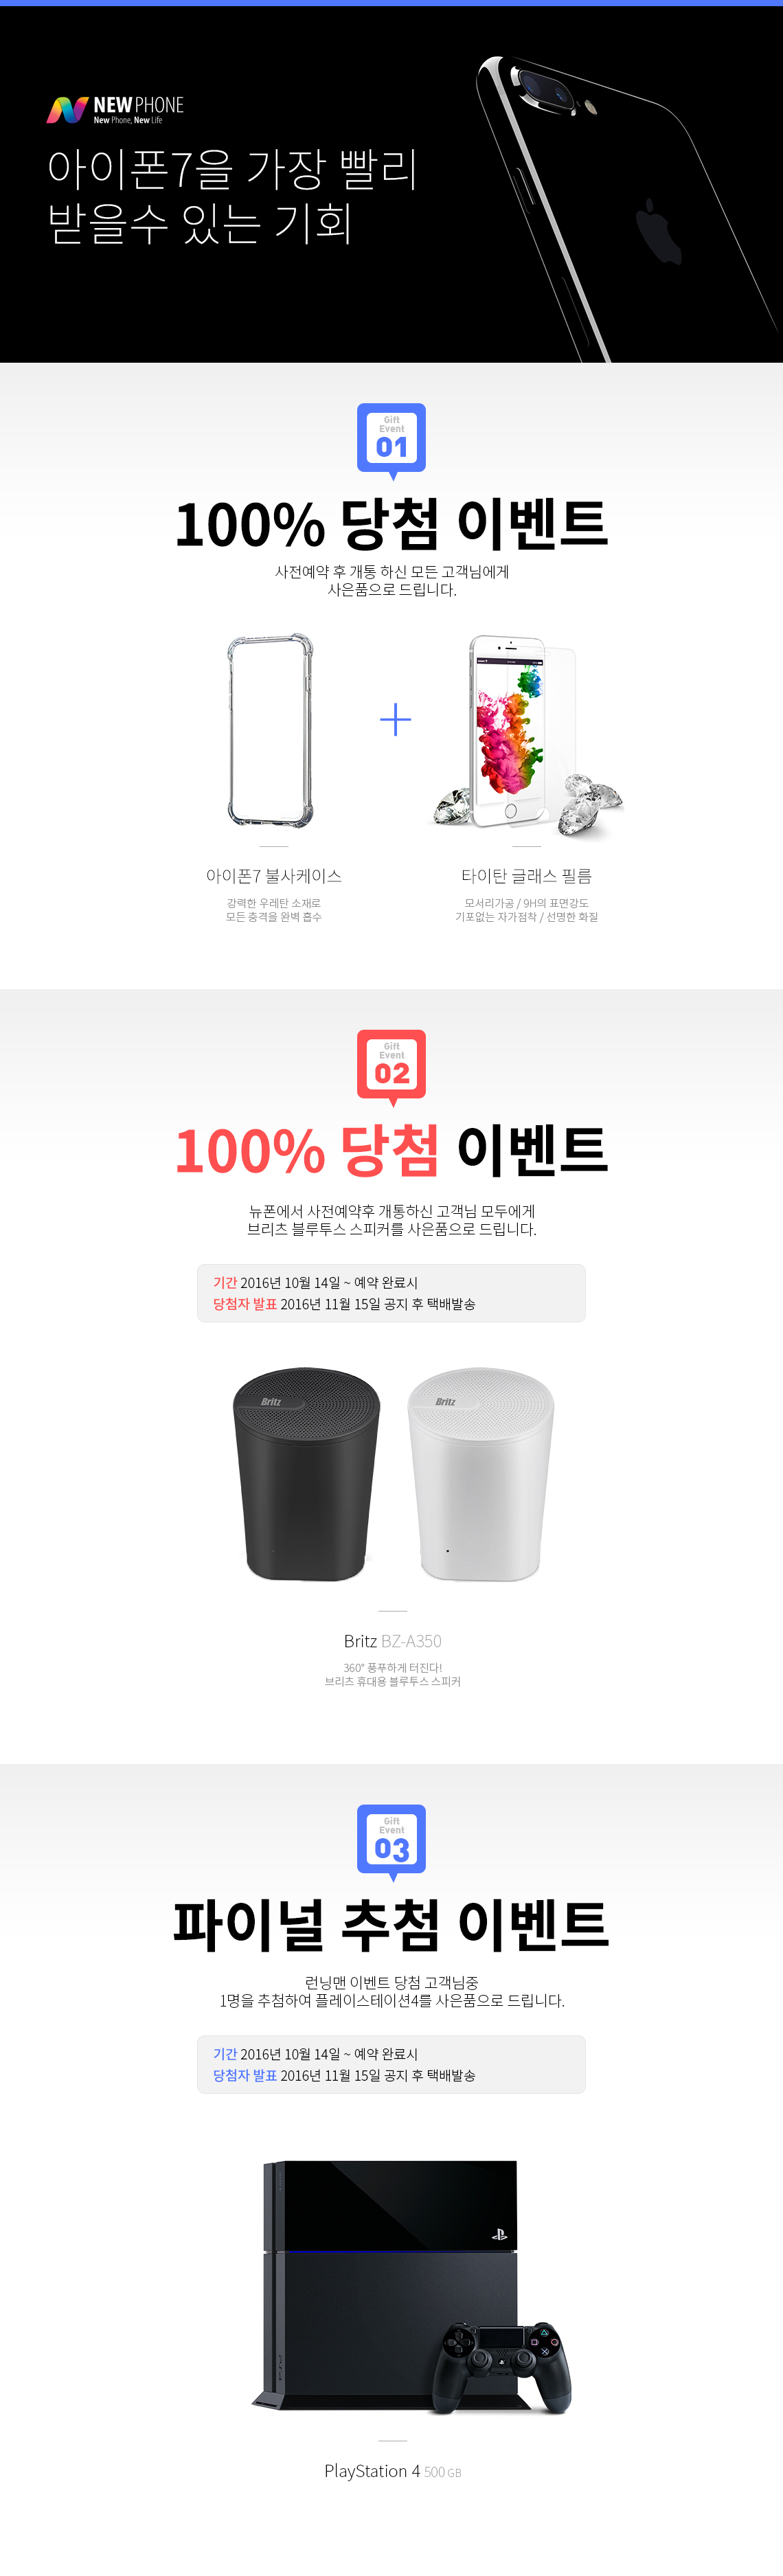 NEW PHONE
New Phone, New Life
아이폰7을 가장 빨리
받을수 있는 기회
Gift
Event
01
100% 당첨 이벤트
사전예약 후 개통 하신 모든 고객님에게
사은품으로 드립니다.
아이폰7 불사케이스
타이탄 글래스 필름
강력한 우레탄 소재로
모든 충격을 완벽 흡수
모서리가공 / 9H의 표면강도
기포없는 자가점착 / 선명한 화질
Gift
Event
02
100% 당첨 이벤트
뉴폰에서 사전예약후 개통하신 고객님 모두에게
브리츠 블루투스 스피커를 사은품으로 드립니다.
기간 2016년 10월 14일 ~ 예약 완료시
당첨자 발표 2016년 11월 15일 공지 후 택배발송
Britz
Britz
Britz BZ-A350
360° 풍푸하게 터진다!
브리츠 휴대용 블루투스 스피커
Gift
Event
03
파이널 추첨 이벤트
런닝맨 이벤트 당첨 고객님중
1명을 추첨하여 플레이스테이션4를 사은품으로 드립니다.
기간 2016년 10월 14일 ~ 예약 완료시
당첨자 발표 2016년 11월 15일 공지 후 택배발송
PS4
PlayStation 4 500 GB